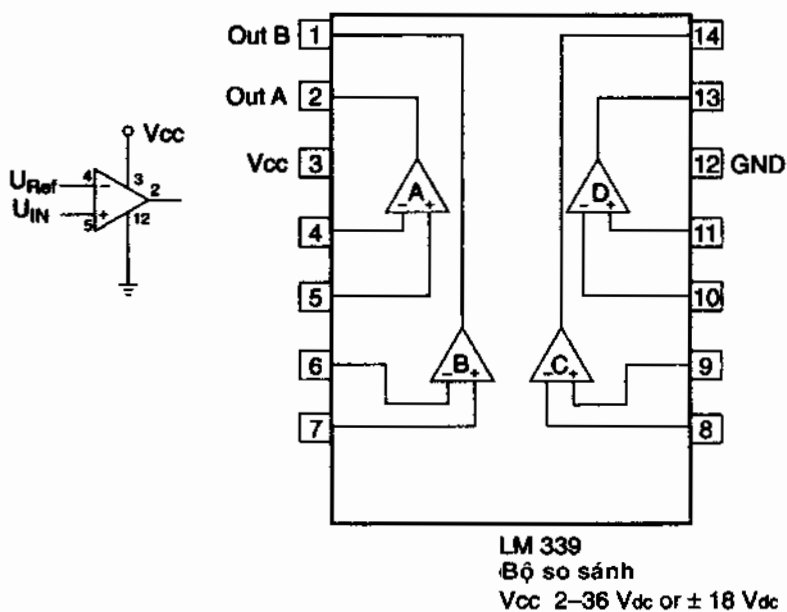 Out B 1
14
Out A 2
13
Vcc
Vcc 3
12 GND
URef 4 - 3 2
UIN 5 + 12
A
- +
D
- +
4
11
5
10
6
-B+
-C+
9
7
8
LM 339
Bộ so sánh
Vcc 2–36 Vdc or ± 18 Vdc